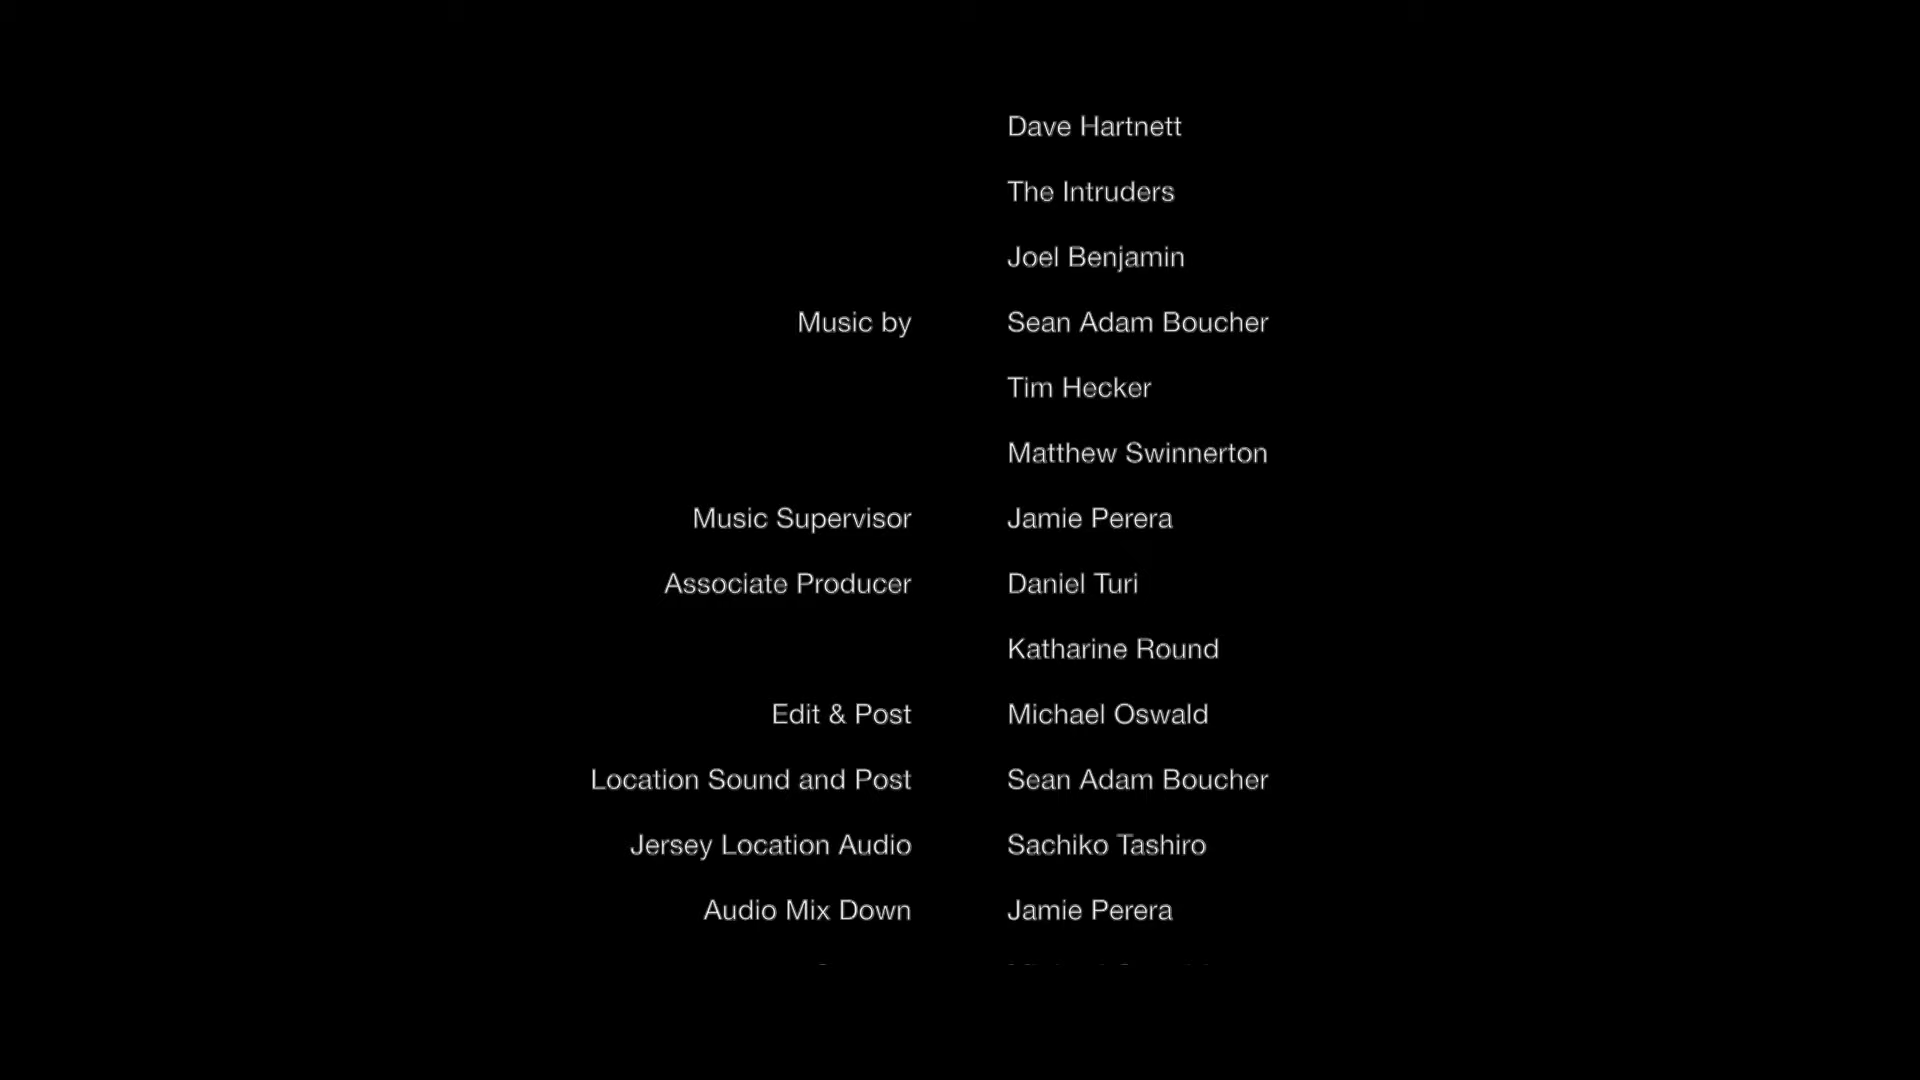 Dave Hartnett
The Intruders
Joel Benjamin
Music by Sean Adam Boucher
Tim Hecker
Matthew Swinnerton
Music Supervisor Jamie Perera
Associate Producer Daniel Turi
Katharine Round
Edit & Post Michael Oswald
Location Sound and Post Sean Adam Boucher
Jersey Location Audio Sachiko Tashiro
Audio Mix Down Jamie Perera